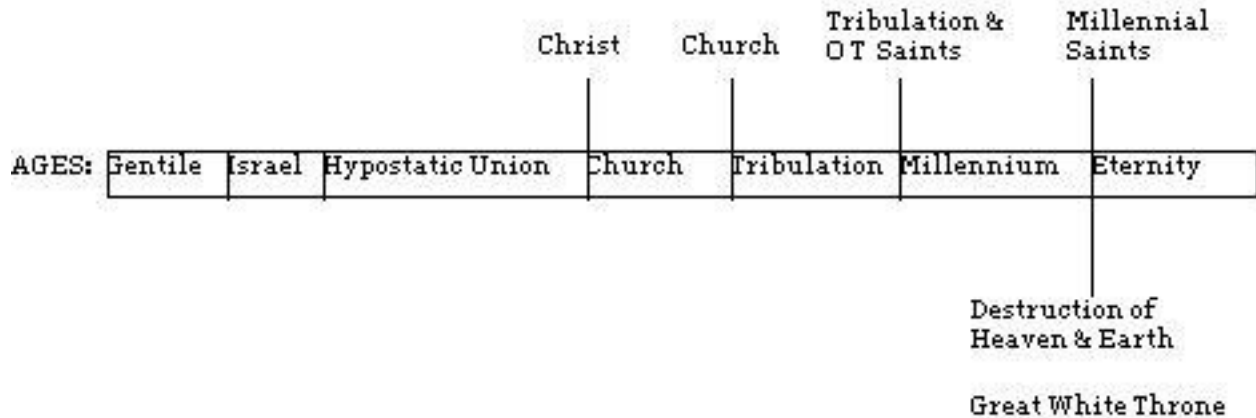 Tribulation & Millennial
Christ Church OT Saints Saints
AGES: Gentile Israel Hypostatic Union Church Tribulation Millennium Eternity
Destruction of
Heaven & Earth
Great White Throne